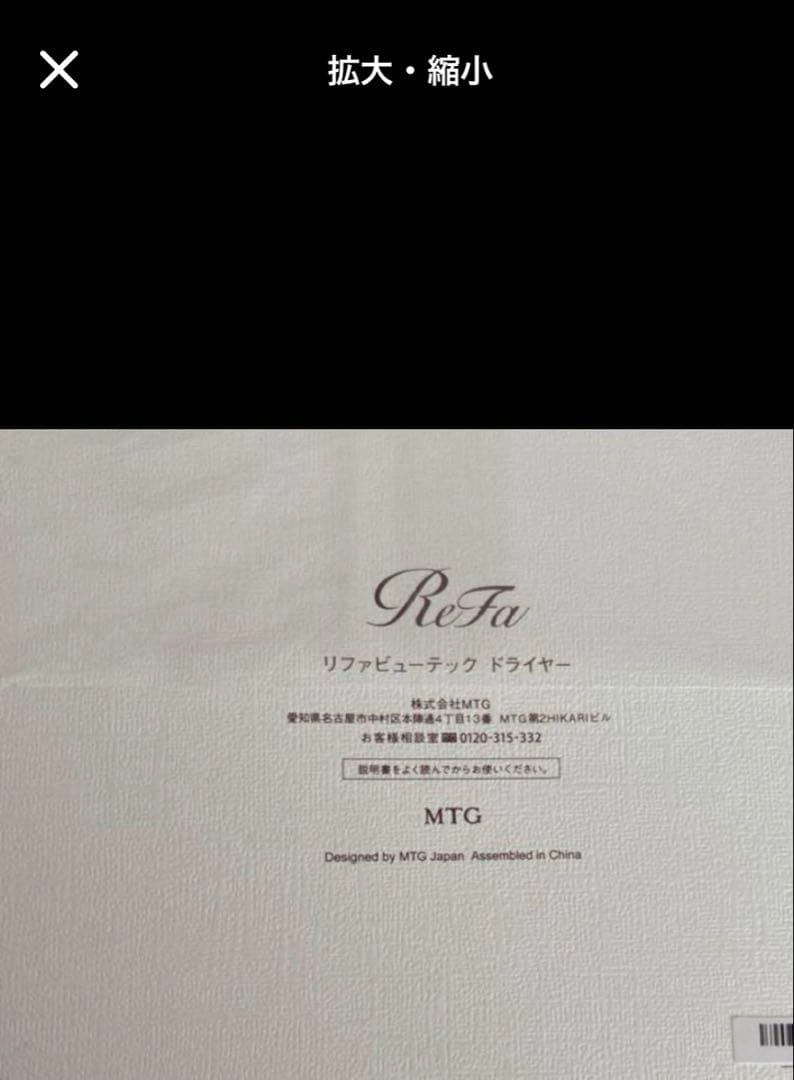 拡大・縮小
ReFa
リファビューテック ドライヤー
株式会社MTG
愛知県名古屋市中村区本陣通4丁目13番 MTG第2HIKARIビル
お客様相談室 0120-315-332
説明書をよく読んでからお使いください。
MTG
Designed by MTG Japan Assembled in China